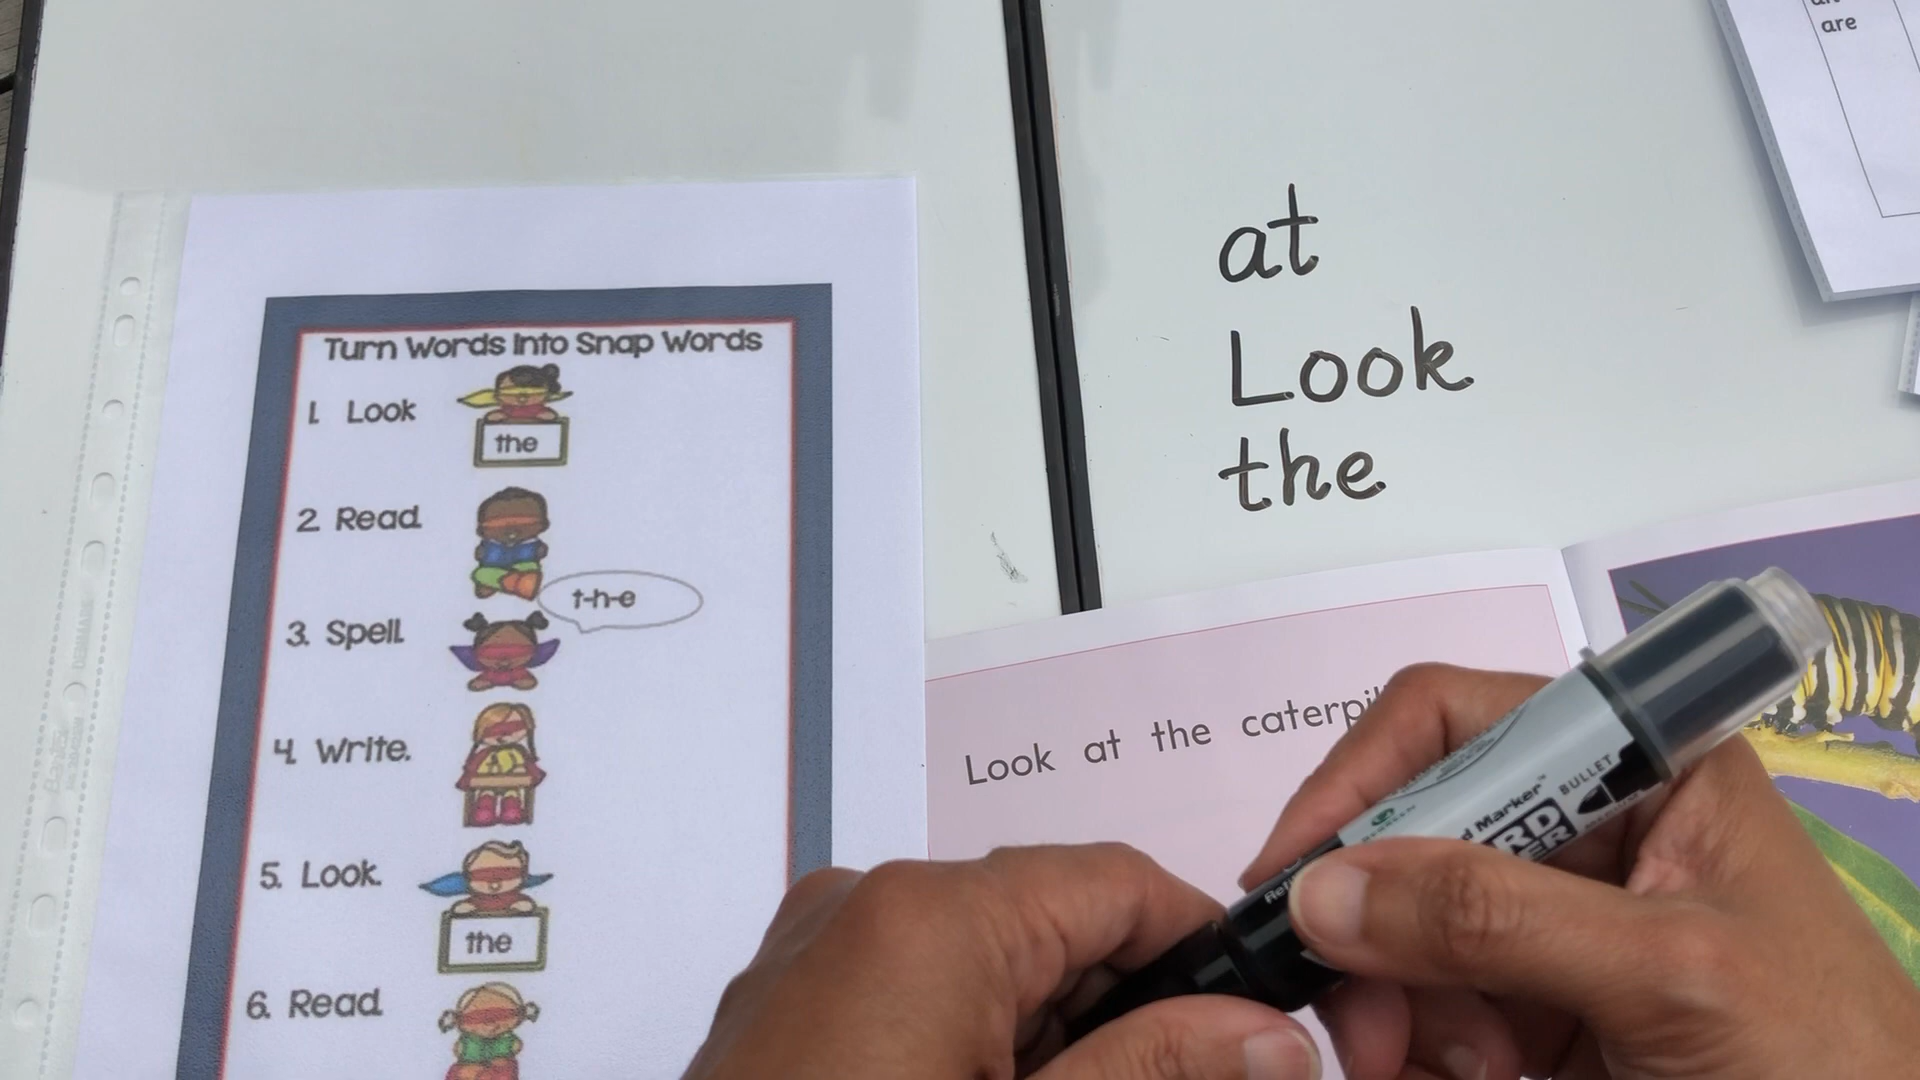 Turn Words Into Snap Words
1. Look
the
2. Read.
t-h-e
3. Spell.
4. Write.
5. Look.
the
6. Read.
at
Look
the
are
Look at the
BULLET